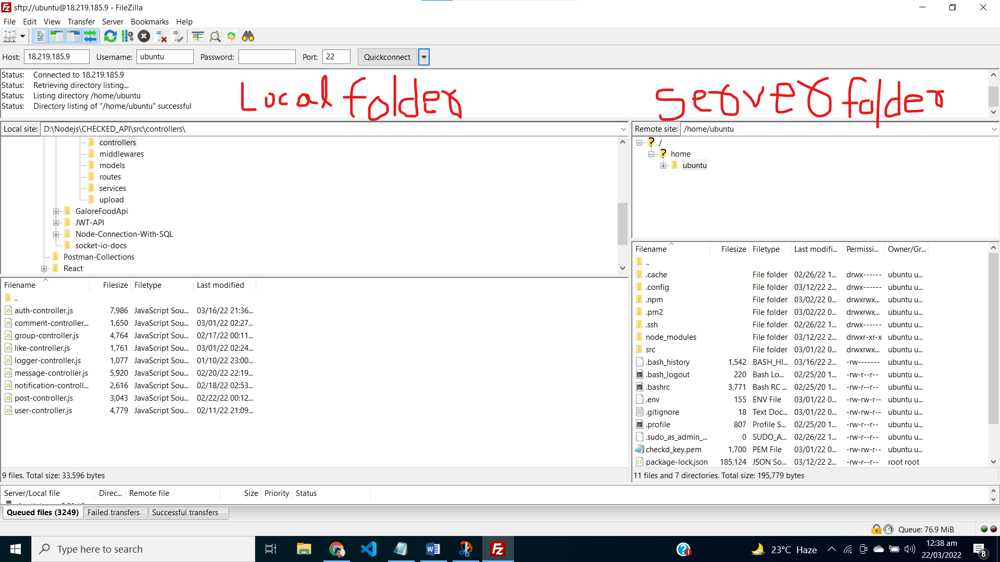 sftp://ubuntu@18.219.185.9 - FileZilla
File Edit View Transfer Server Bookmarks Help
Host: 18.219.185.9 Username: ubuntu Password: Port: 22 Quickconnect
Status: Connected to 18.219.185.9
Status: Retrieving directory listing...
Status: Listing directory /home/ubuntu
Status: Directory listing of "/home/ubuntu" successful
Local folder
server folder
Local site: D:\Nodejs\CHECKED_API\src\controllers\
controllers
middlewares
models
routes
services
upload
GaloreFoodApi
JWT-API
Node-Connection-With-SQL
socket-io-docs
Postman-Collections
React
Filename Filesize Filetype Last modified
..
auth-controller.js 7,986 JavaScript Sou... 03/16/22 21:36...
comment-controller... 1,650 JavaScript Sou... 03/01/22 02:27...
group-controller.js 4,764 JavaScript Sou... 02/17/22 00:11...
like-controller.js 1,761 JavaScript Sou... 03/01/22 02:24...
logger-controller.js 1,077 JavaScript Sou... 01/10/22 23:00...
message-controller.js 5,920 JavaScript Sou... 02/20/22 22:19...
notification-controll... 2,616 JavaScript Sou... 02/18/22 02:53...
post-controller.js 3,043 JavaScript Sou... 02/22/22 00:12...
user-controller.js 4,779 JavaScript Sou... 02/11/22 21:09...
9 files. Total size: 33,596 bytes
Remote site: /home/ubuntu
/
home
ubuntu
Filename Filesize Filetype Last modifi... Permissi... Owner/Gr...
..
.cache File folder 02/26/22 1... drwx------ ubuntu u...
.config File folder 03/12/22 2... drwx------ ubuntu u...
.npm File folder 03/02/22 0... drwxrwx... ubuntu u...
.pm2 File folder 03/02/22 0... drwxrwx... ubuntu u...
.ssh File folder 02/26/22 1... drwx------ ubuntu u...
node_modules File folder 03/12/22 2... drwxr-xr-x ubuntu u...
src File folder 03/01/22 0... drwxrwx... ubuntu u...
.bash_history 1,542 BASH_HI... 03/16/22 2... -rw------- ubuntu u...
.bash_logout 220 Bash Lo... 02/25/20 1... -rw-r--r-- ubuntu u...
.bashrc 3,771 Bash RC ... 02/25/20 1... -rw-r--r-- ubuntu u...
.env 155 ENV File 03/01/22 0... -rw-rw-r-- ubuntu u...
.gitignore 18 Text Doc... 03/01/22 0... -rw-rw-r-- ubuntu u...
.profile 807 Profile S... 02/25/20 1... -rw-r--r-- ubuntu u...
.sudo_as_admin_... 0 SUDO_A... 02/26/22 1... -rw-r--r-- ubuntu u...
checkd_key.pem 1,700 PEM File 03/01/22 0... -rw-rw-r-- ubuntu u...
package-lock.json 185,124 JSON So... 03/12/22 2... -rw-r--r-- root root
11 files and 7 directories. Total size: 195,779 bytes
Server/Local file Direc... Remote file Size Priority Status
Queued files (3249) Failed transfers Successful transfers
Queue: 76.9 MiB
Type here to search
23°C Haze
12:38 am
22/03/2022
8